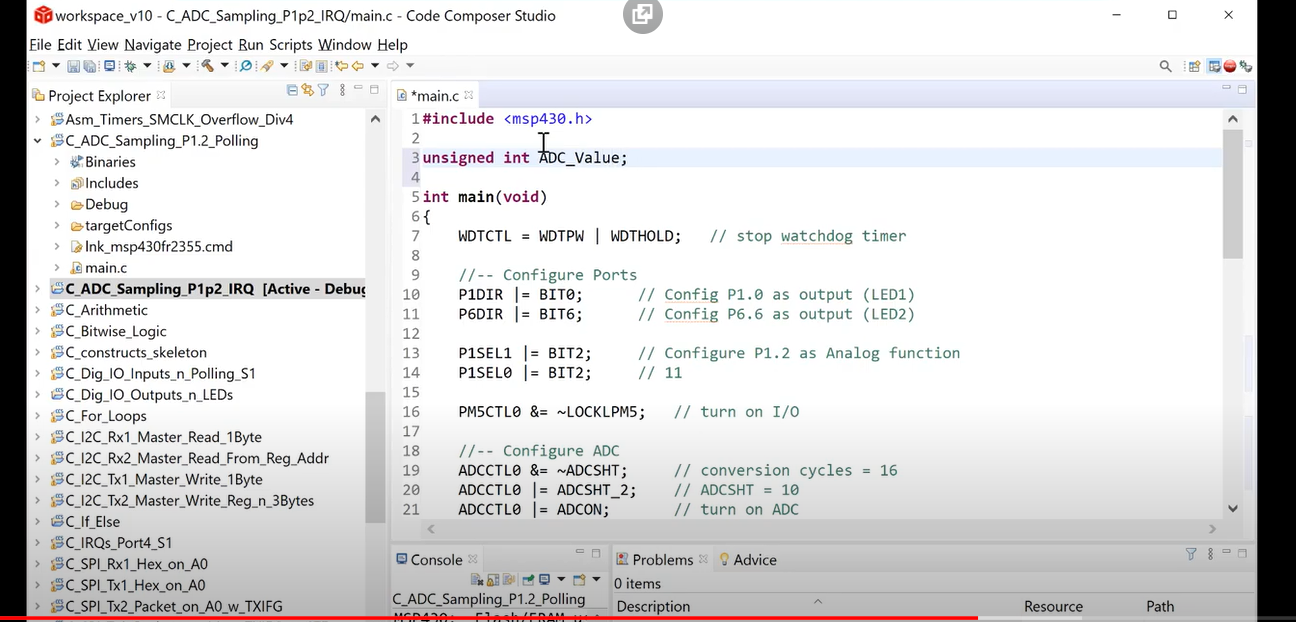 workspace_v10 - C_ADC_Sampling_P1p2_IRQ/main.c - Code Composer Studio
File Edit View Navigate Project Run Scripts Window Help
Project Explorer
Asm_Timers_SMCLK_Overflow_Div4
C_ADC_Sampling_P1.2_Polling
Binaries
Includes
Debug
targetConfigs
lnk_msp430fr2355.cmd
main.c
C_ADC_Sampling_P1p2_IRQ [Active - Debug
C_Arithmetic
C_Bitwise_Logic
C_constructs_skeleton
C_Dig_IO_Inputs_n_Polling_S1
C_Dig_IO_Outputs_n_LEDs
C_For_Loops
C_I2C_Rx1_Master_Read_1Byte
C_I2C_Rx2_Master_Read_From_Reg_Addr
C_I2C_Tx1_Master_Write_1Byte
C_I2C_Tx2_Master_Write_Reg_n_3Bytes
C_If_Else
C_IRQs_Port4_S1
C_SPI_Rx1_Hex_on_A0
C_SPI_Tx1_Hex_on_A0
C_SPI_Tx2_Packet_on_A0_w_TXIFG
*main.c
1 #include <msp430.h>
2
3 unsigned int ADC_Value;
4
5 int main(void)
6 {
7 WDTCTL = WDTPW | WDTHOLD; // stop watchdog timer
8
9 //-- Configure Ports
10 P1DIR |= BIT0; // Config P1.0 as output (LED1)
11 P6DIR |= BIT6; // Config P6.6 as output (LED2)
12
13 P1SEL1 |= BIT2; // Configure P1.2 as Analog function
14 P1SEL0 |= BIT2; // 11
15
16 PM5CTL0 &= ~LOCKLPM5; // turn on I/O
17
18 //-- Configure ADC
19 ADCCTL0 &= ~ADCSHT; // conversion cycles = 16
20 ADCCTL0 |= ADCSHT_2; // ADCSHT = 10
21 ADCCTL0 |= ADCON; // turn on ADC
Console
C_ADC_Sampling_P1.2_Polling
MSP430: Flash/FRAM
Problems Advice
0 items
Description Resource Path